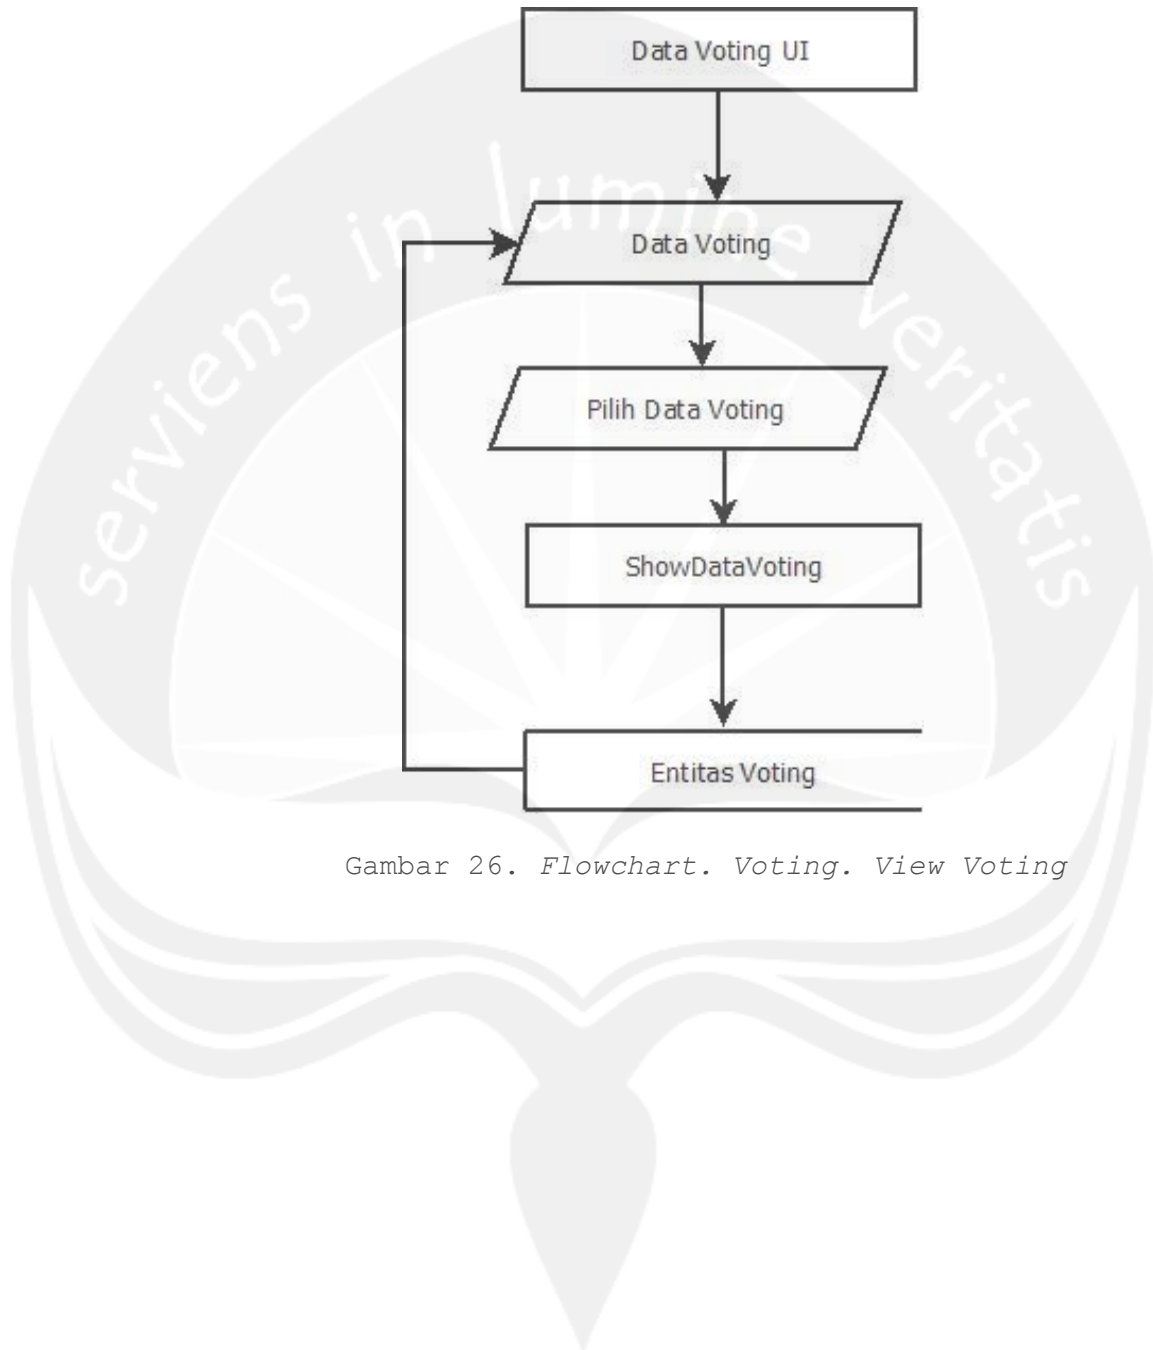 Data Voting UI
Data Voting
Pilih Data Voting
ShowDataVoting
Entitas Voting
Gambar 26. Flowchart. Voting. View Voting
serviens in lumine veritatis